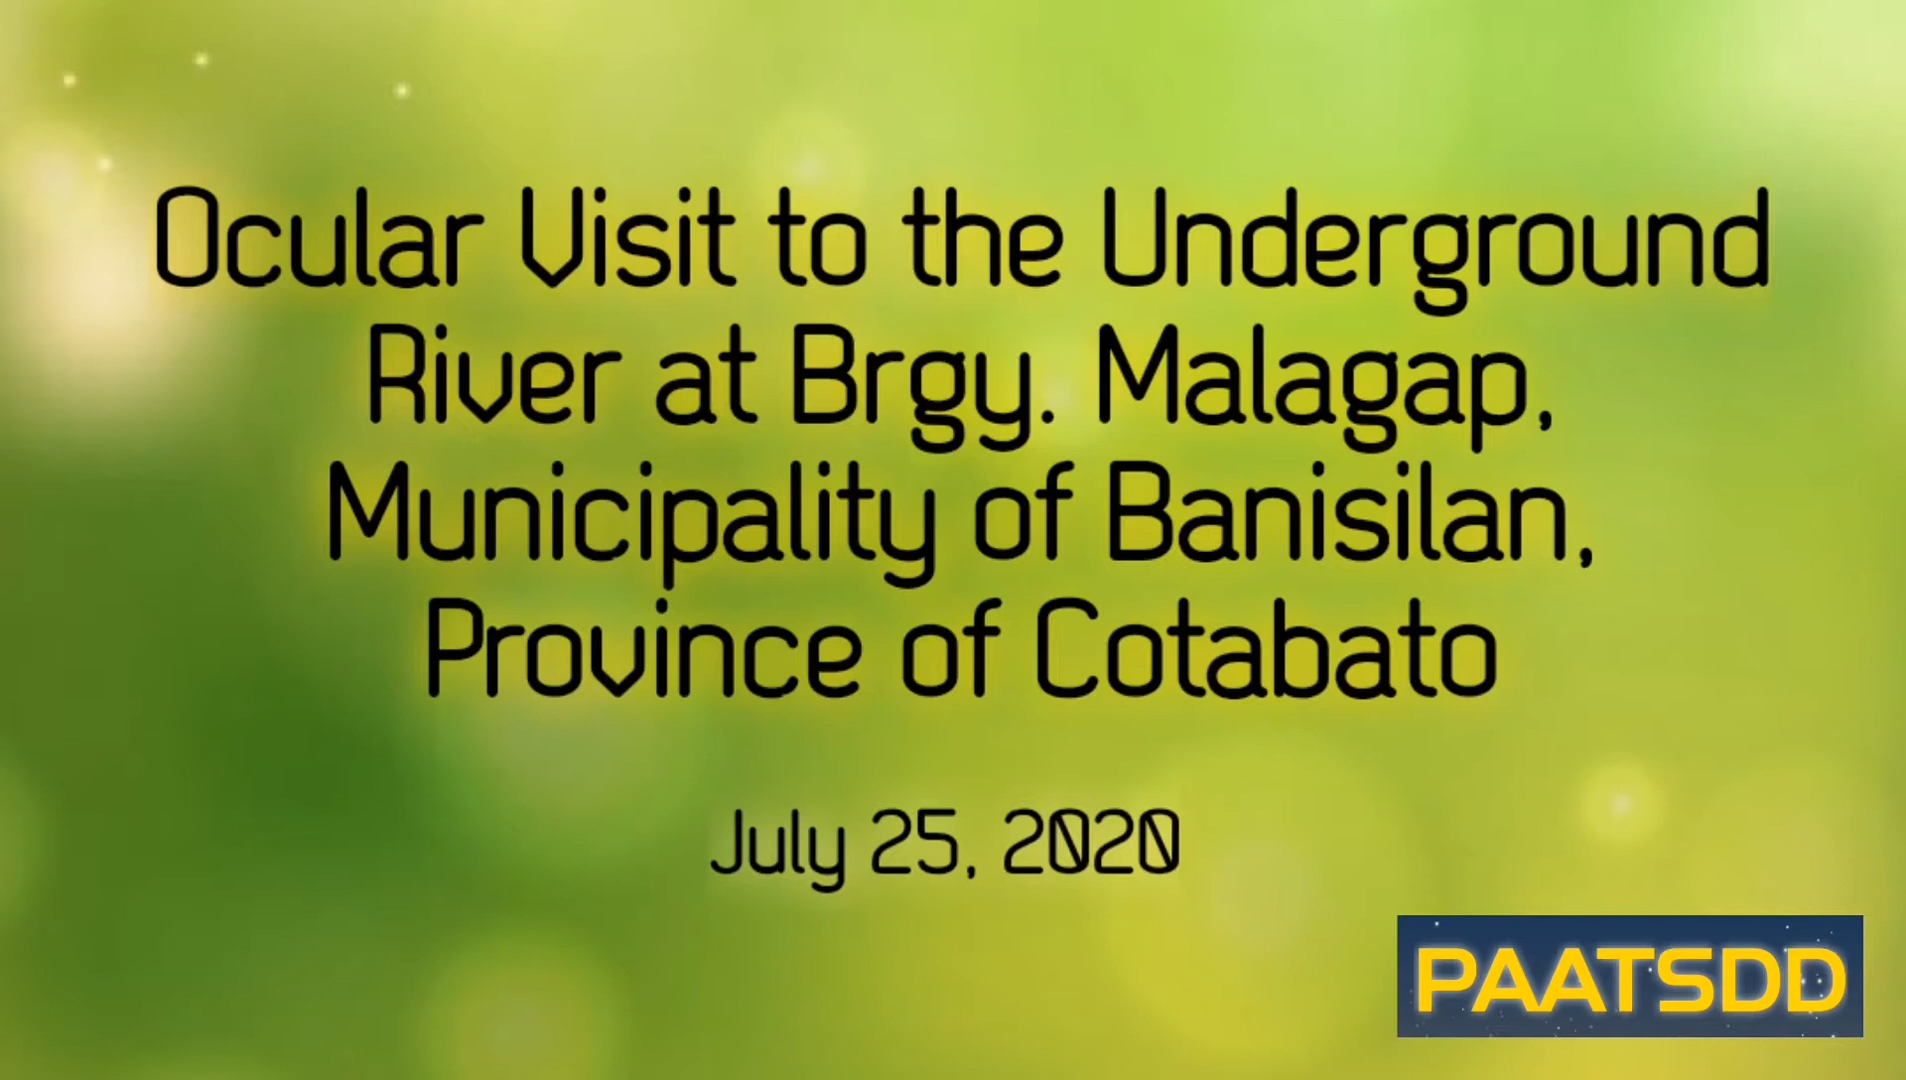 Ocular Visit to the Underground
River at Brgy. Malagap,
Municipality of Banisilan,
Province of Cotabato
July 25, 2020
PAATSDD